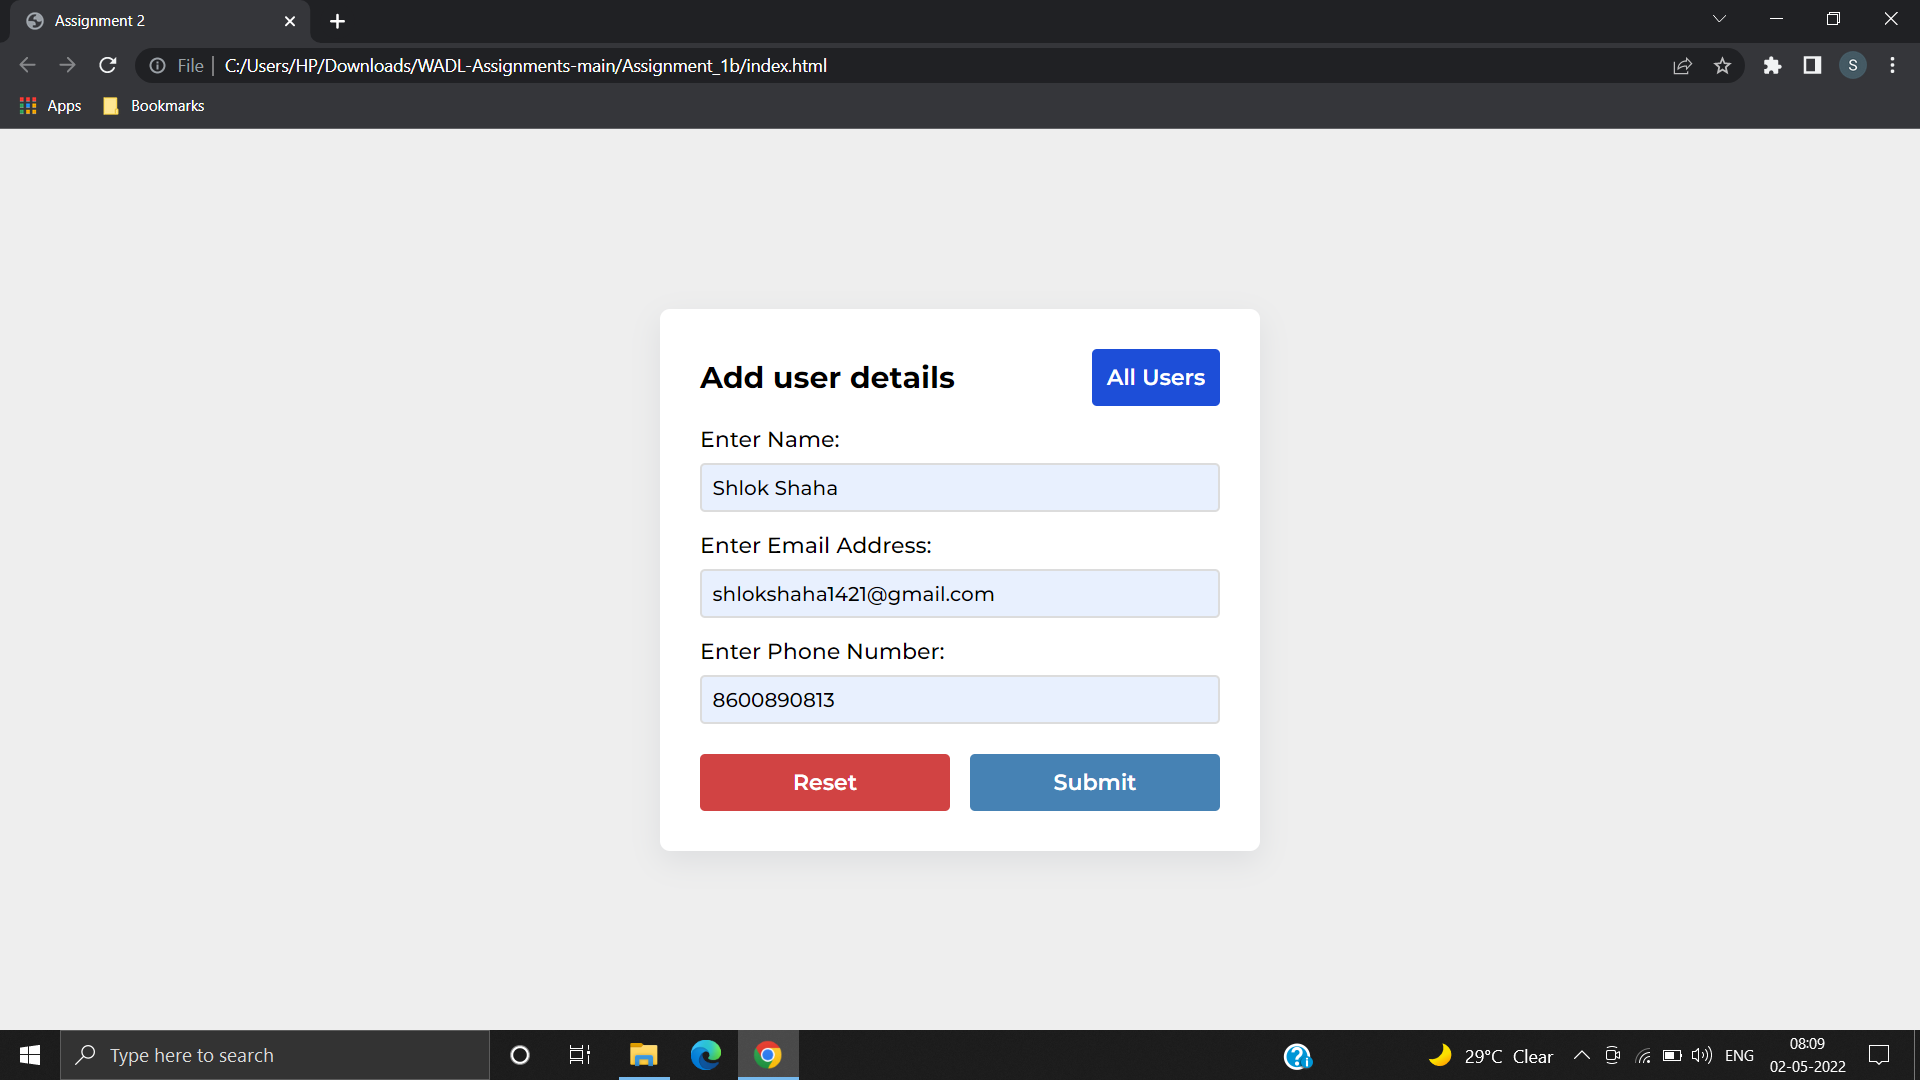 Assignment 2
File
C:/Users/HP/Downloads/WADL-Assignments-main/Assignment_1b/index.html
S
Apps
Bookmarks
Add user details
All Users
Enter Name:
Shlok Shaha
Enter Email Address:
shlokshaha1421@gmail.com
Enter Phone Number:
8600890813
Reset
Submit
Type here to search
29°C Clear
ENG
08:09
02-05-2022